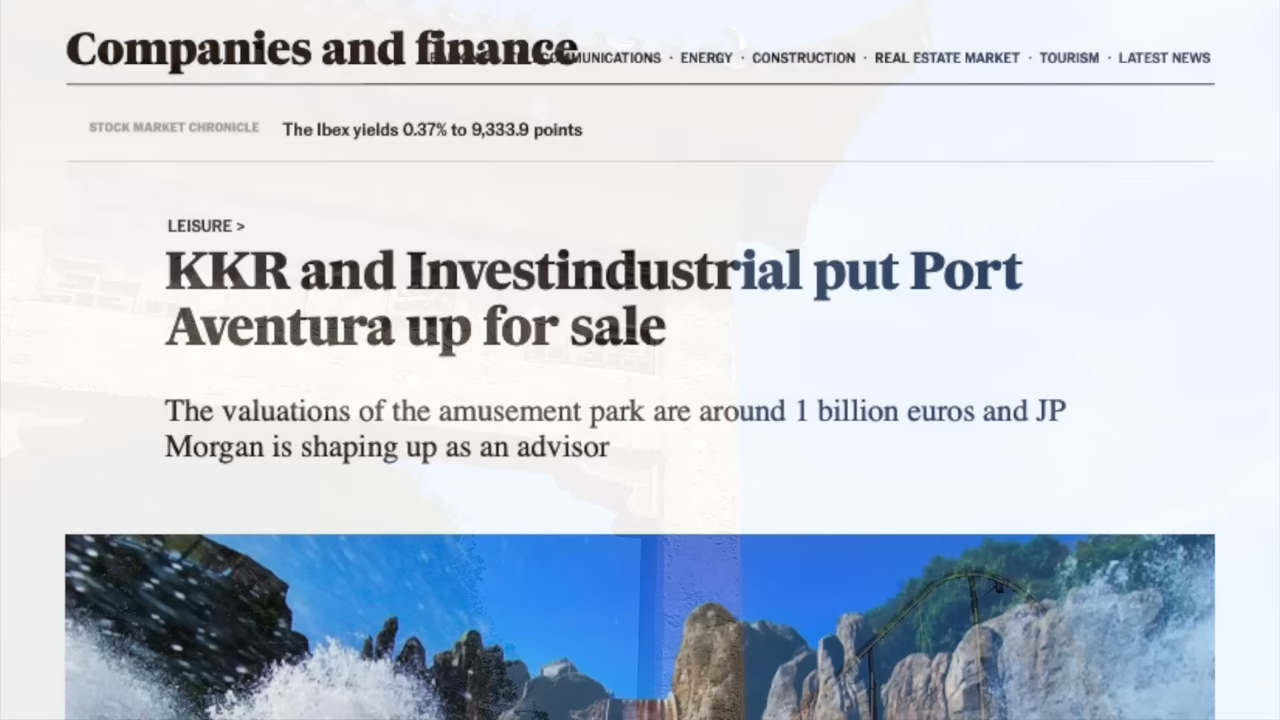 Companies and finance
COMMUNICATIONS · ENERGY · CONSTRUCTION · REAL ESTATE MARKET · TOURISM · LATEST NEWS
STOCK MARKET CHRONICLE The Ibex yields 0.37% to 9,333.9 points
LEISURE >
KKR and Investindustrial put Port
Aventura up for sale
The valuations of the amusement park are around 1 billion euros and JP
Morgan is shaping up as an advisor